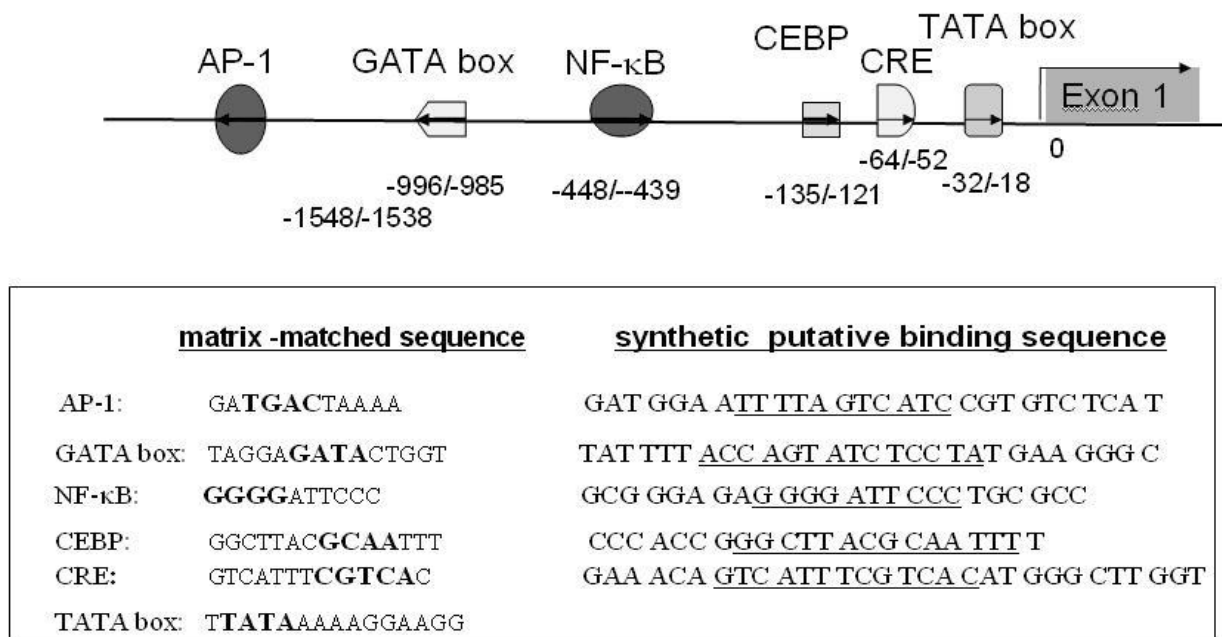 TATA box
CEBP
AP-1 GATA box NF-κB CRE
Exon 1
-64/-52 0
-996/-985 -448/--439 -135/-121 -32/-18
-1548/-1538
matrix -matched sequence synthetic putative binding sequence
AP-1: GATGACTAAAA GAT GGA ATT TTA GTC ATC CGT GTC TCA T
GATA box: TAGGAGATACTGGT TAT TTT ACC AGT ATC TCC TAT GAA GGG C
NF-κB: GGGGATTCCC GCG GGA GAG GGG ATT CCC TGC GCC
CEBP: GGCTTACGCAATTT CCC ACC GGG CTT ACG CAA TTT T
CRE: GTCATTTCGTCAC GAA ACA GTC ATT TCG TCA CAT GGG CTT GGT
TATA box: TTATAAAAAGGAAGG